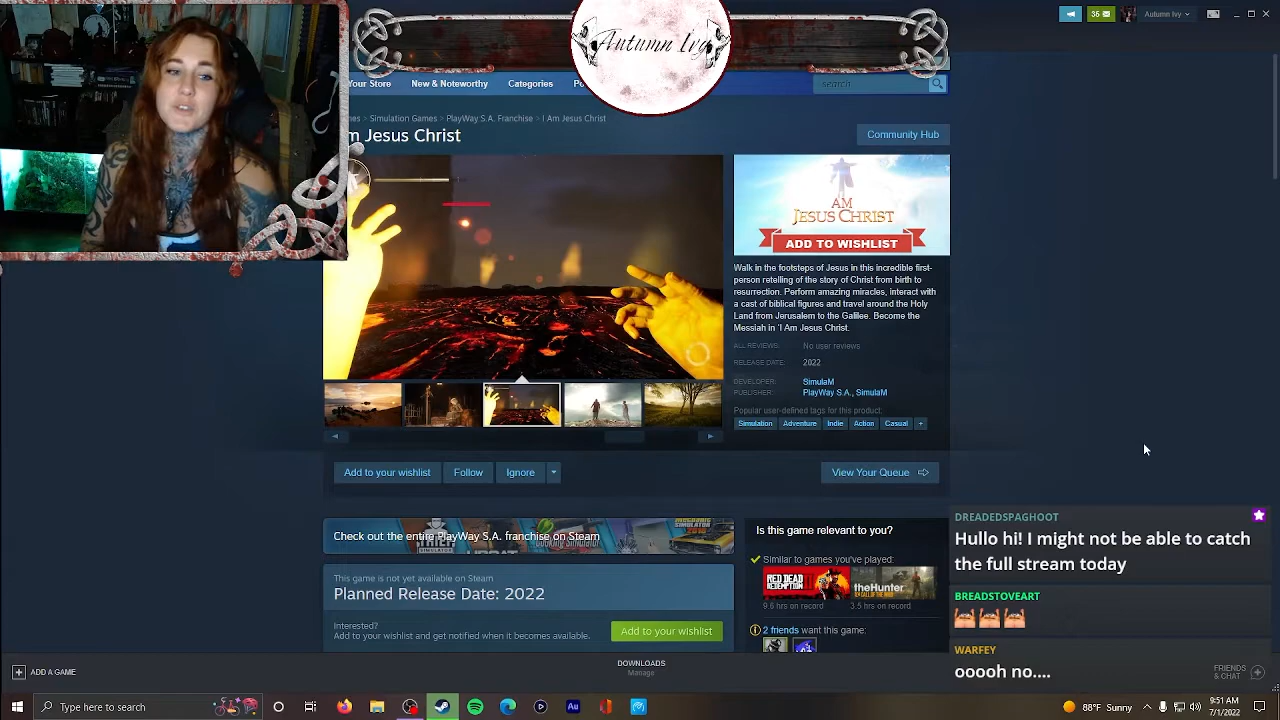 35
Autumn Ivy
Autumn Ivy
Your Store
New & Noteworthy
Categories
search
Simulation Games > PlayWay S.A. Franchise > I Am Jesus Christ
Jesus Christ
Community Hub
AM
JESUS CHRIST
ADD TO WISHLIST
Walk in the footsteps of Jesus in this incredible first-
person retelling of the story of Christ from birth to
resurrection. Perform amazing miracles, interact with
a cast of biblical figures and travel around the Holy
Land from Jerusalem to the Galilee. Become the
Messiah in 'I Am Jesus Christ.
ALL REVIEWS: No user reviews
RELEASE DATE: 2022
DEVELOPER: SimulaM
PUBLISHER: PlayWay S.A., SimulaM
Popular user-defined tags for this product:
Simulation Adventure Indie Action Casual +
Add to your wishlist
Follow
Ignore
View Your Queue
Check out the entire PlayWay S.A. franchise on Steam
Is this game relevant to you?
Similar to games you've played:
RED DEAD
REDEMPTION
theHunter
9.6 hrs on record
3.5 hrs on record
2 friends want this game:
This game is not yet available on Steam
Planned Release Date: 2022
Interested?
Add to your wishlist and get notified when it becomes available.
Add to your wishlist
DREADEDSPAGHOOT
Hullo hi! I might not be able to catch
the full stream today
BREADSTOVEART
WARFEY
ooooh no....
ADD A GAME
DOWNLOADS
Manage
FRIENDS
& CHAT
Type here to search
88°F Sunny
9:51 AM
7/1/2022